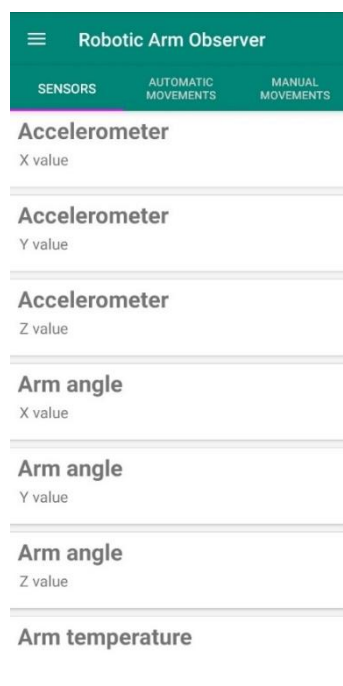 Robotic Arm Observer
SENSORS
AUTOMATIC
MOVEMENTS
MANUAL
MOVEMENTS
Accelerometer
X value
Accelerometer
Y value
Accelerometer
Z value
Arm angle
X value
Arm angle
Y value
Arm angle
Z value
Arm temperature